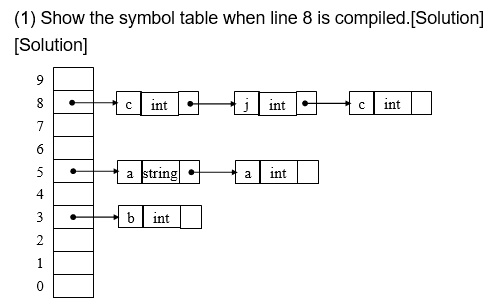 (1) Show the symbol table when line 8 is compiled.[Solution]
[Solution]
9
8 c int j int c int
7
6
5 a string a int
4
3 b int
2
1
0